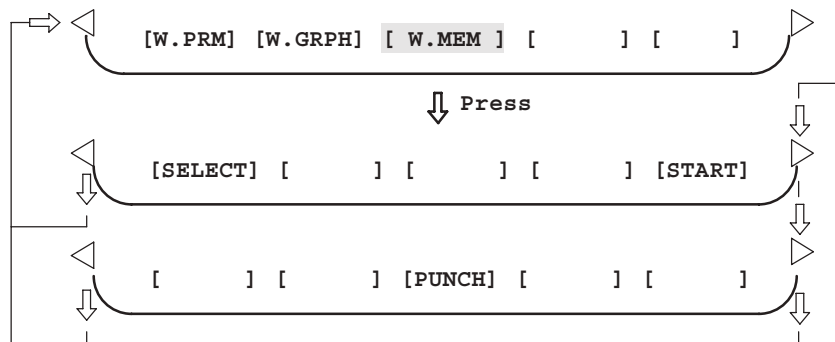 [W.PRM] [W.GRPH] [ W.MEM ] [ ] [ ]
Press
[SELECT] [ ] [ ] [ ] [START]
[ ] [ ] [PUNCH] [ ] [ ]